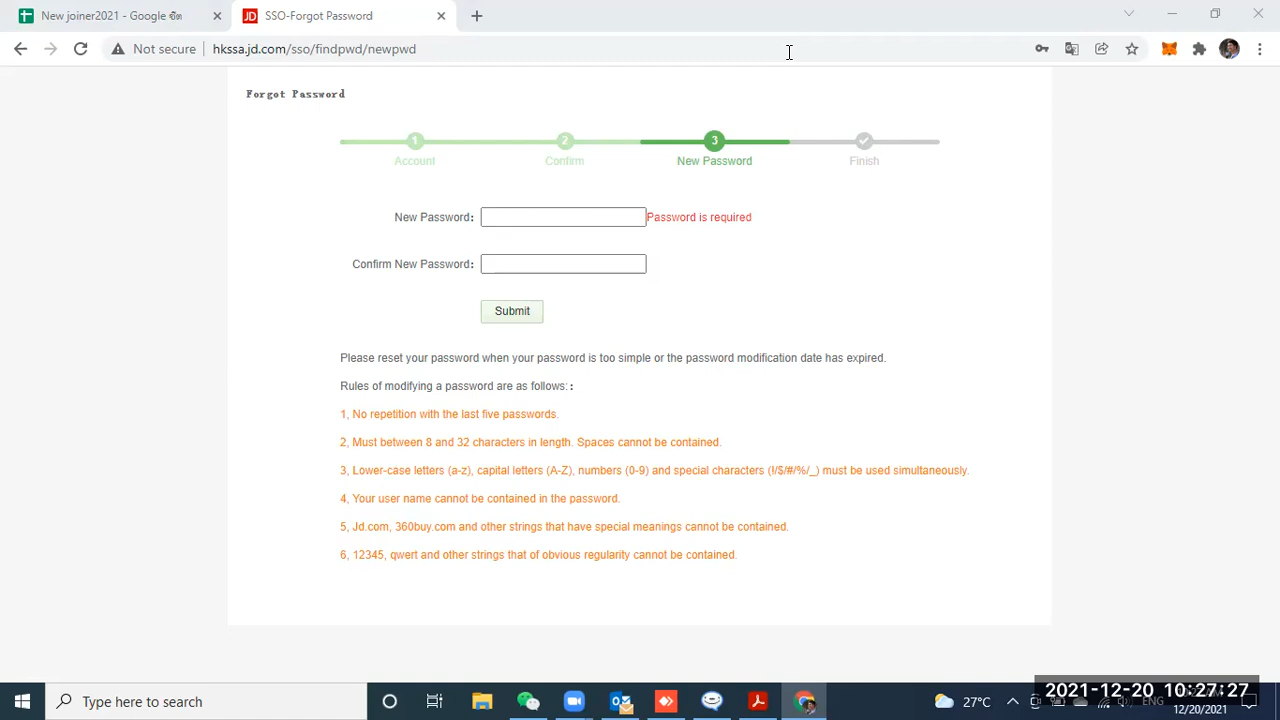 New joiner2021 - Google ชีต
SSO-Forgot Password
Not secure
hkssa.jd.com/sso/findpwd/newpwd
Forgot Password
1
2
3
Account
Confirm
New Password
Finish
New Password:
Password is required
Confirm New Password:
Submit
Please reset your password when your password is too simple or the password modification date has expired.
Rules of modifying a password are as follows:：
1, No repetition with the last five passwords.
2, Must between 8 and 32 characters in length. Spaces cannot be contained.
3, Lower-case letters (a-z), capital letters (A-Z), numbers (0-9) and special characters (!/$/#/%/_) must be used simultaneously.
4, Your user name cannot be contained in the password.
5, Jd.com, 360buy.com and other strings that have special meanings cannot be contained.
6, 12345, qwert and other strings that of obvious regularity cannot be contained.
Type here to search
27°C
ENG
2021-12-20 10:27:27
12/20/2021